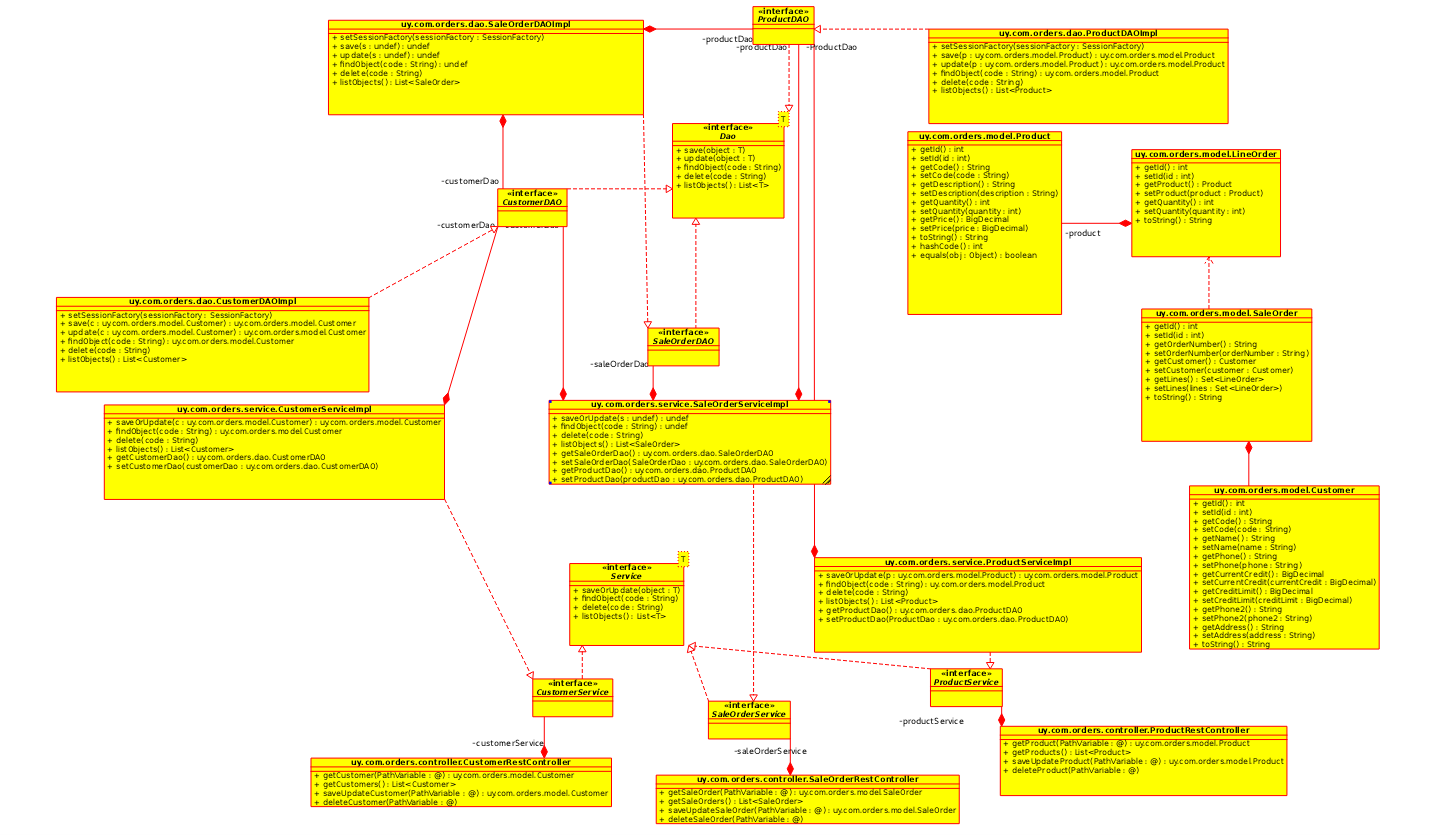 uy.com.orders.dao.SaleOrderDAOImpl
+ setSessionFactory(sessionFactory : SessionFactory)
+ save(s : undef) : undef
+ update(s : undef) : undef
+ findObject(code : String) : undef
+ delete(code : String)
+ listObjects() : List<SaleOrder>
«interface»
ProductDAO
-productDao
-productDao
-ProductDao
uy.com.orders.dao.ProductDAOImpl
+ setSessionFactory(sessionFactory : SessionFactory)
+ save(p : uy.com.orders.model.Product) : uy.com.orders.model.Product
+ update(p : uy.com.orders.model.Product) : uy.com.orders.model.Product
+ findObject(code : String) : uy.com.orders.model.Product
+ delete(code : String)
+ listObjects() : List<Product>
T
«interface»
Dao
+ save(object : T)
+ update(object : T)
+ findObject(code : String)
+ delete(code : String)
+ listObjects() : List<T>
uy.com.orders.model.Product
+ getId() : int
+ setId(id : int)
+ getCode() : String
+ setCode(code : String)
+ getDescription() : String
+ setDescription(description : String)
+ getQuantity() : int
+ setQuantity(quantity : int)
+ getPrice() : BigDecimal
+ setPrice(price : BigDecimal)
+ toString() : String
+ hashCode() : int
+ equals(obj : Object) : boolean
-product
uy.com.orders.model.LineOrder
+ getId() : int
+ setId(id : int)
+ getProduct() : Product
+ setProduct(product : Product)
+ getQuantity() : int
+ setQuantity(quantity : int)
+ toString() : String
-customerDao
«interface»
CustomerDAO
-customerDao
uy.com.orders.dao.CustomerDAOImpl
+ setSessionFactory(sessionFactory : SessionFactory)
+ save(c : uy.com.orders.model.Customer) : uy.com.orders.model.Customer
+ update(c : uy.com.orders.model.Customer) : uy.com.orders.model.Customer
+ findObject(code : String) : uy.com.orders.model.Customer
+ delete(code : String)
+ listObjects() : List<Customer>
«interface»
SaleOrderDAO
-saleOrderDao
uy.com.orders.model.SaleOrder
+ getId() : int
+ setId(id : int)
+ getOrderNumber() : String
+ setOrderNumber(orderNumber : String)
+ getCustomer() : Customer
+ setCustomer(customer : Customer)
+ getLines() : Set<LineOrder>
+ setLines(lines : Set<LineOrder>)
+ toString() : String
uy.com.orders.service.CustomerServiceImpl
+ saveOrUpdate(c : uy.com.orders.model.Customer) : uy.com.orders.model.Customer
+ findObject(code : String) : uy.com.orders.model.Customer
+ delete(code : String)
+ listObjects() : List<Customer>
+ getCustomerDao() : uy.com.orders.dao.CustomerDAO
+ setCustomerDao(customerDao : uy.com.orders.dao.CustomerDAO)
uy.com.orders.service.SaleOrderServiceImpl
+ saveOrUpdate(s : undef) : undef
+ findObject(code : String) : undef
+ delete(code : String)
+ listObjects() : List<SaleOrder>
+ getSaleOrderDao() : uy.com.orders.dao.SaleOrderDAO
+ setSaleOrderDao(SaleOrderDao : uy.com.orders.dao.SaleOrderDAO)
+ getProductDao() : uy.com.orders.dao.ProductDAO
+ setProductDao(productDao : uy.com.orders.dao.ProductDAO)
uy.com.orders.model.Customer
+ getId() : int
+ setId(id : int)
+ getCode() : String
+ setCode(code : String)
+ getName() : String
+ setName(name : String)
+ getPhone() : String
+ setPhone(phone : String)
+ getCurrentCredit() : BigDecimal
+ setCurrentCredit(currentCredit : BigDecimal)
+ getCreditLimit() : BigDecimal
+ setCreditLimit(creditLimit : BigDecimal)
+ getPhone2() : String
+ setPhone2(phone2 : String)
+ getAddress() : String
+ setAddress(address : String)
+ toString() : String
T
«interface»
Service
+ saveOrUpdate(object : T)
+ findObject(code : String)
+ delete(code : String)
+ listObjects() : List<T>
uy.com.orders.service.ProductServiceImpl
+ saveOrUpdate(p : uy.com.orders.model.Product) : uy.com.orders.model.Product
+ findObject(code : String) : uy.com.orders.model.Product
+ delete(code : String)
+ listObjects() : List<Product>
+ getProductDao() : uy.com.orders.dao.ProductDAO
+ setProductDao(ProductDao : uy.com.orders.dao.ProductDAO)
«interface»
CustomerService
-customerService
«interface»
SaleOrderService
-saleOrderService
«interface»
ProductService
-productService
uy.com.orders.controller.CustomerRestController
+ getCustomer(PathVariable : @) : uy.com.orders.model.Customer
+ getCustomers() : List<Customer>
+ saveUpdateCustomer(PathVariable : @) : uy.com.orders.model.Customer
+ deleteCustomer(PathVariable : @)
uy.com.orders.controller.SaleOrderRestController
+ getSaleOrder(PathVariable : @) : uy.com.orders.model.SaleOrder
+ getSaleOrders() : List<SaleOrder>
+ saveUpdateSaleOrder(PathVariable : @) : uy.com.orders.model.SaleOrder
+ deleteSaleOrder(PathVariable : @)
uy.com.orders.controller.ProductRestController
+ getProduct(PathVariable : @) : uy.com.orders.model.Product
+ getProducts() : List<Product>
+ saveUpdateProduct(PathVariable : @) : uy.com.orders.model.Product
+ deleteProduct(PathVariable : @)